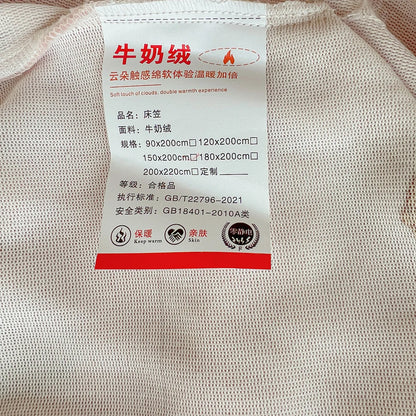 牛奶绒
云朵触感绵软体验温暖加倍
Soft touch of clouds, double warmth experience
品名：床笠
面料：牛奶绒
规格：90x200cm□ 120x200cm□
150x200cm□ 180x200cm□
200x220cm□ 定制
等级：合格品
执行标准：GB/T22796-2021
安全类别：GB18401-2010A类
保暖 亲肤 零静电
Keep warm Skin